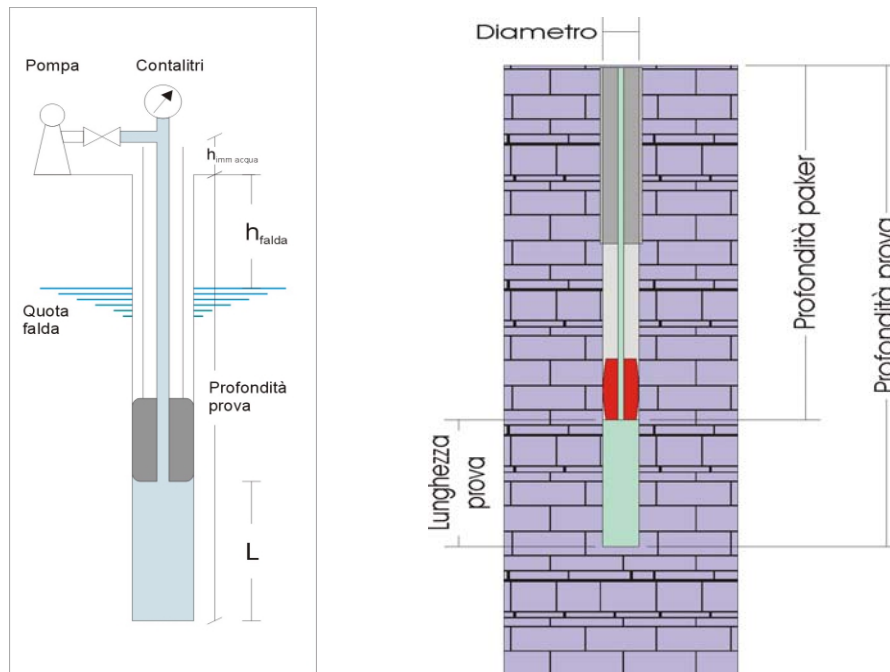 Pompa
Contalitri
h imm acqua
h falda
Quota
falda
Profondità
prova
L
Diametro
Profondità paker
Profondità prova
Lunghezza
prova